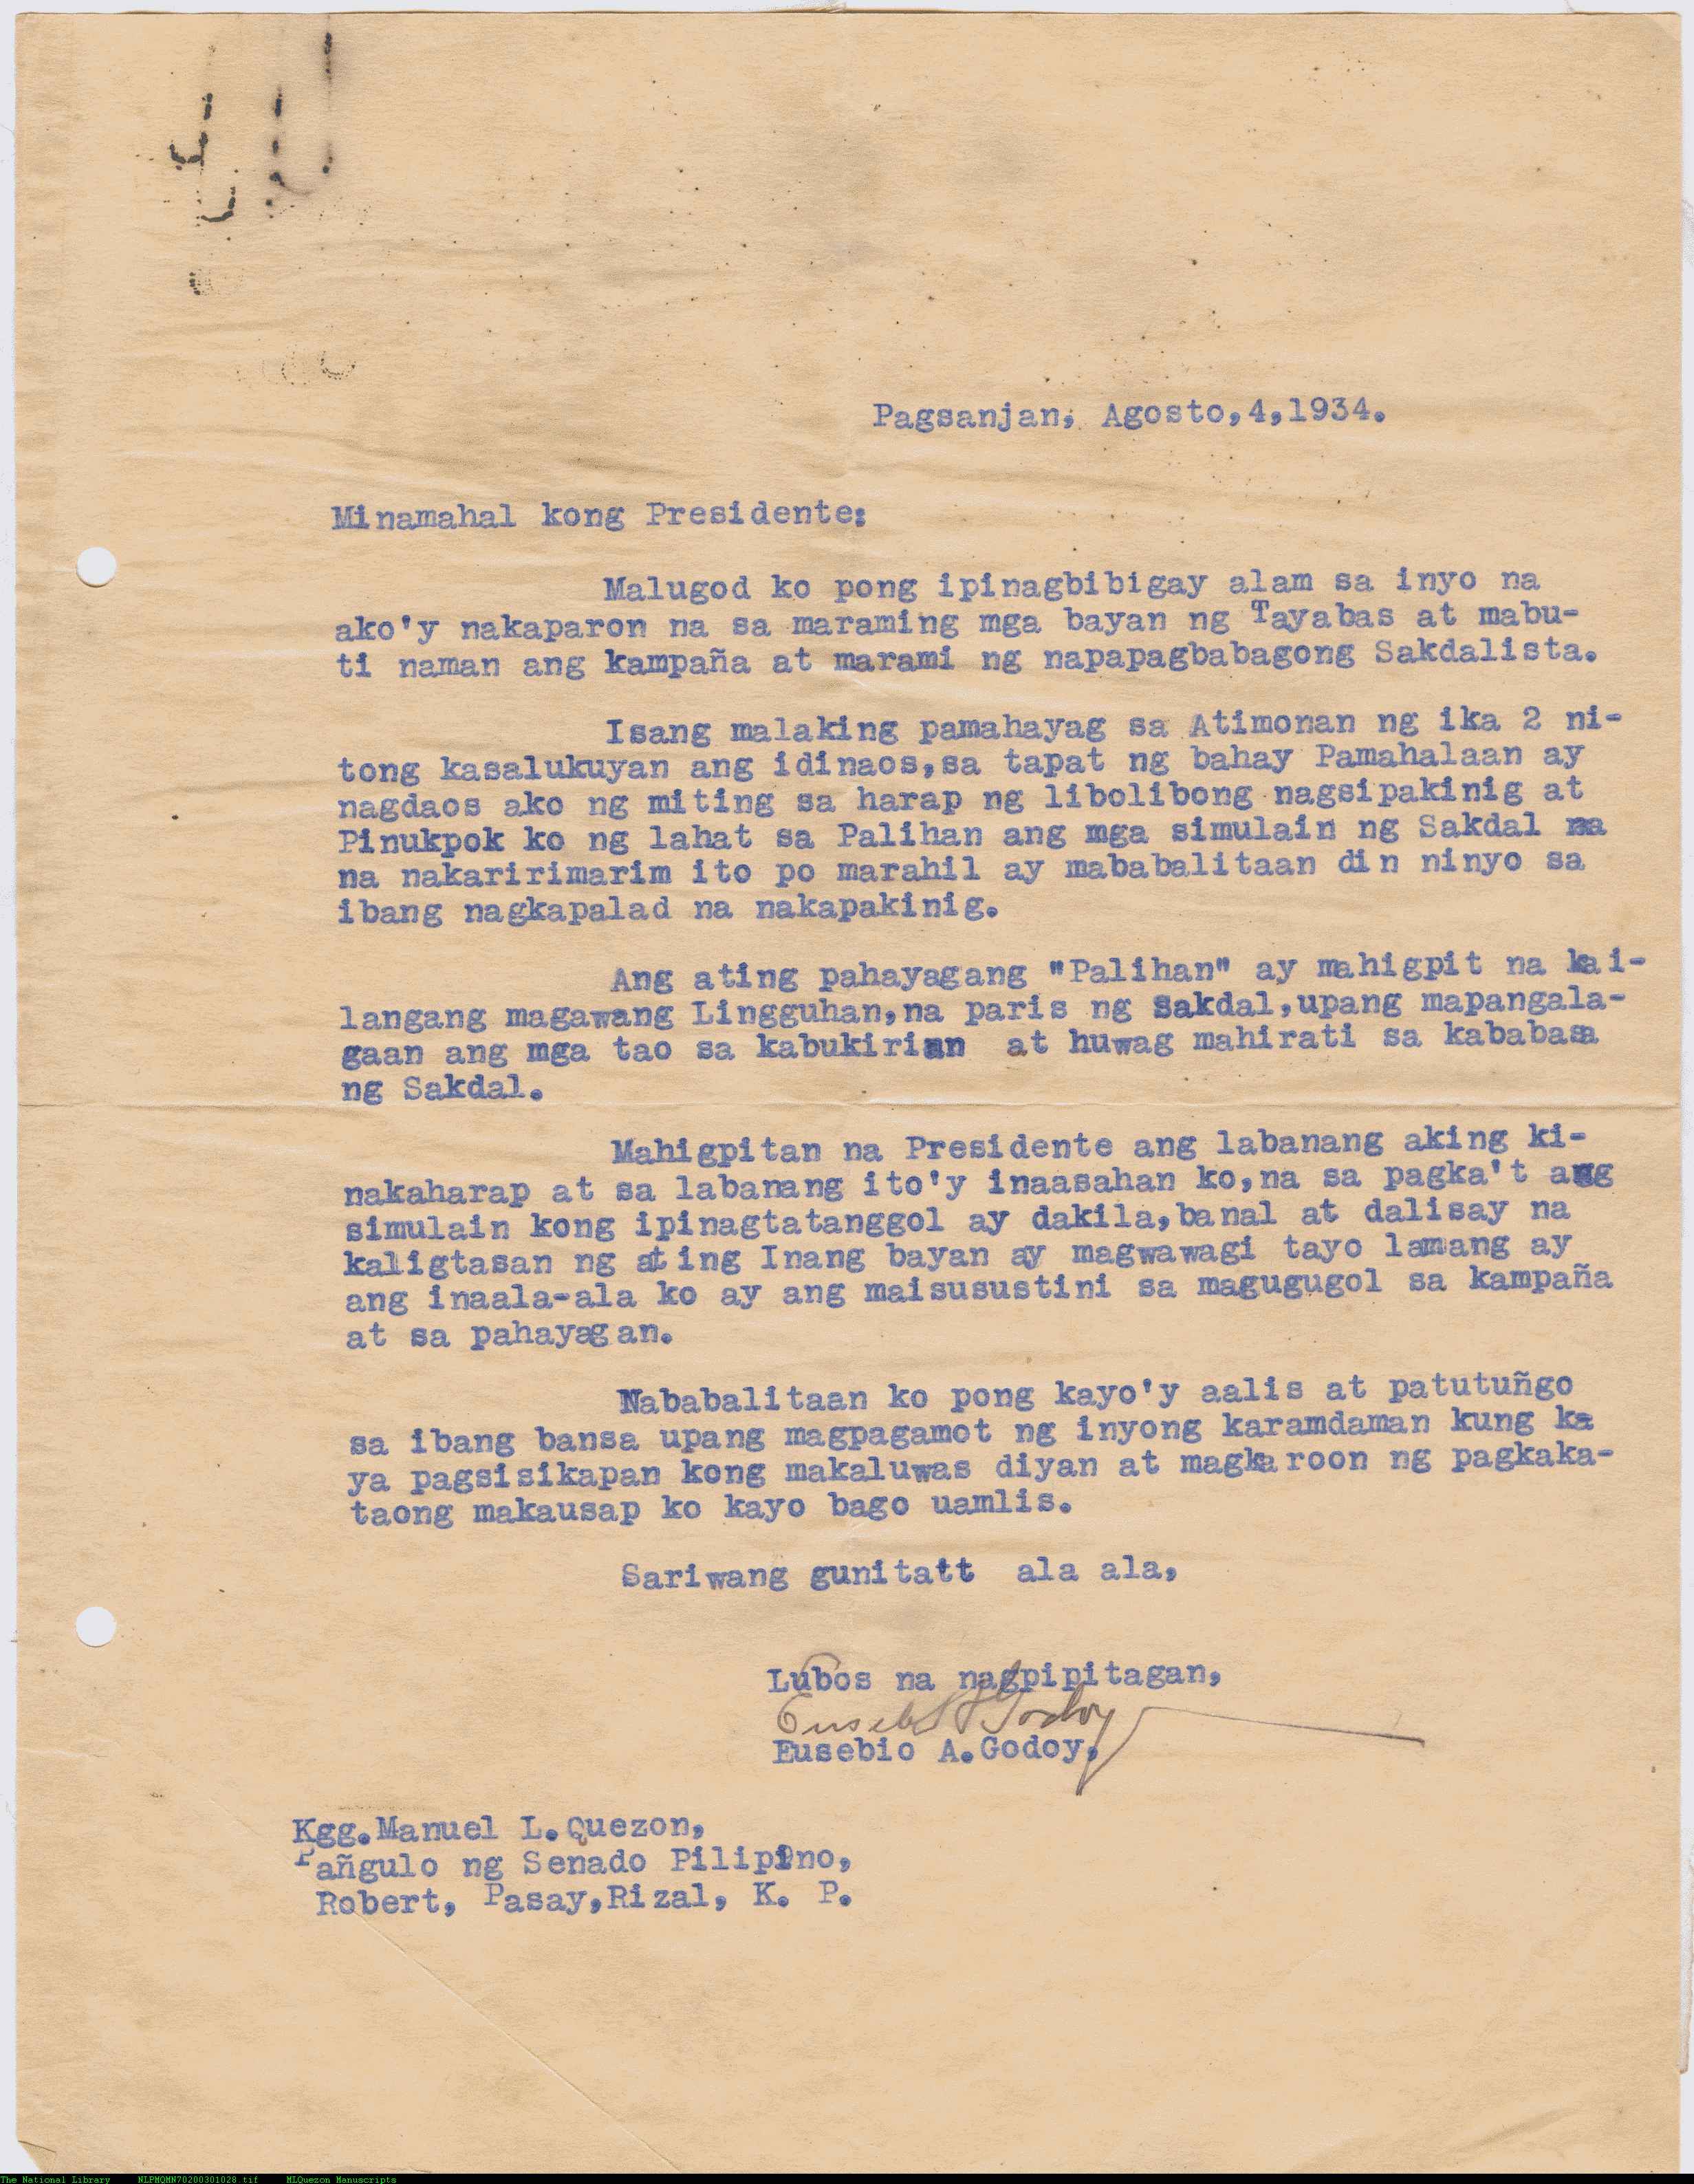 Pagsanjan, Agosto,4,1934.
Minamahal kong Presidente:
Malugod ko pong ipinagbibigay alam sa inyo na
ako'y nakaparon na sa maraming mga bayan ng Tayabas at mabu-
ti naman ang kampaña at marami ng napapagbabagong Sakdalista.
Isang malaking pamahayag sa Atimonan ng ika 2 ni-
tong kasalukuyan ang idinaos,sa tapat ng bahay Pamahalaan ay
nagdaos ako ng miting sa harap ng libolibong nagsipakinig at
Pinukpok ko ng lahat sa Palihan ang mga simulain ng Sakdal na
na nakaririmarim ito po marahil ay mababalitaan din ninyo sa
ibang nagkapalad na nakapakinig.
Ang ating pahayagang "Palihan" ay mahigpit na kai-
langang magawang Lingguhan,na paris ng Sakdal,upang mapangala-
gaan ang mga tao sa kabukirian at huwag mahirati sa kababasa
ng Sakdal.
Mahigpitan na Presidente ang labanang aking ki-
nakaharap at sa labanang ito'y inaasahan ko,na sa pagka't ang
simulain kong ipinagtatanggol ay dakila,banal at dalisay na
kaligtasan ng ating Inang bayan ay magwawagi tayo lamang ay
ang inaala-ala ko ay ang maisusustini sa magugugol sa kampaña
at sa pahayagan.
Nababalitaan ko pong kayo'y aalis at patutuñgo
sa ibang bansa upang magpagamot ng inyong karamdaman kung ka
ya pagsisikapan kong makaluwas diyan at magkaroon ng pagkaka-
taong makausap ko kayo bago uamlis.
Sariwang gunitatt ala ala,
Lubos na nagpipitagan,
Eusebio A. Godoy
Eusebio A.Godoy.
Kgg.Manuel L.Quezon,
Pañgulo ng Senado Pilipino,
Robert, Pasay,Rizal, K. P.
The National Library NLPMQMN70200301028.tif MLQuezon Manuscripts